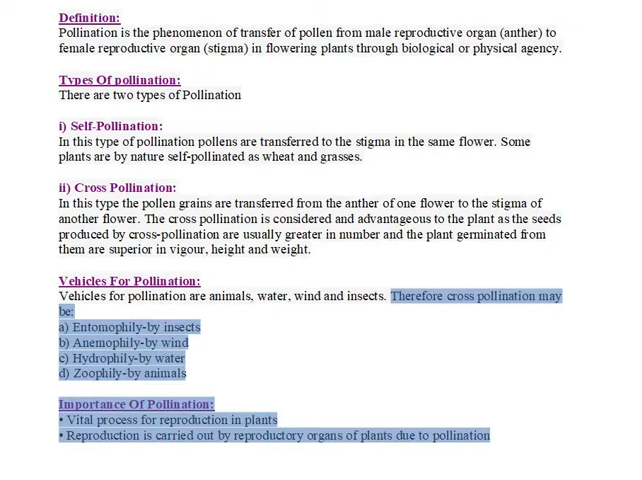 Definition:
Pollination is the phenomenon of transfer of pollen from male reproductive organ (anther) to
female reproductive organ (stigma) in flowering plants through biological or physical agency.
Types Of pollination:
There are two types of Pollination
i) Self-Pollination:
In this type of pollination pollens are transferred to the stigma in the same flower. Some
plants are by nature self-pollinated as wheat and grasses.
ii) Cross Pollination:
In this type the pollen grains are transferred from the anther of one flower to the stigma of
another flower. The cross pollination is considered and advantageous to the plant as the seeds
produced by cross-pollination are usually greater in number and the plant germinated from
them are superior in vigour, height and weight.
Vehicles For Pollination:
Vehicles for pollination are animals, water, wind and insects. Therefore cross pollination may
be:
a) Entomophily-by insects
b) Anemophily-by wind
c) Hydrophily-by water
d) Zoophily-by animals
Importance Of Pollination:
• Vital process for reproduction in plants
• Reproduction is carried out by reproductory organs of plants due to pollination